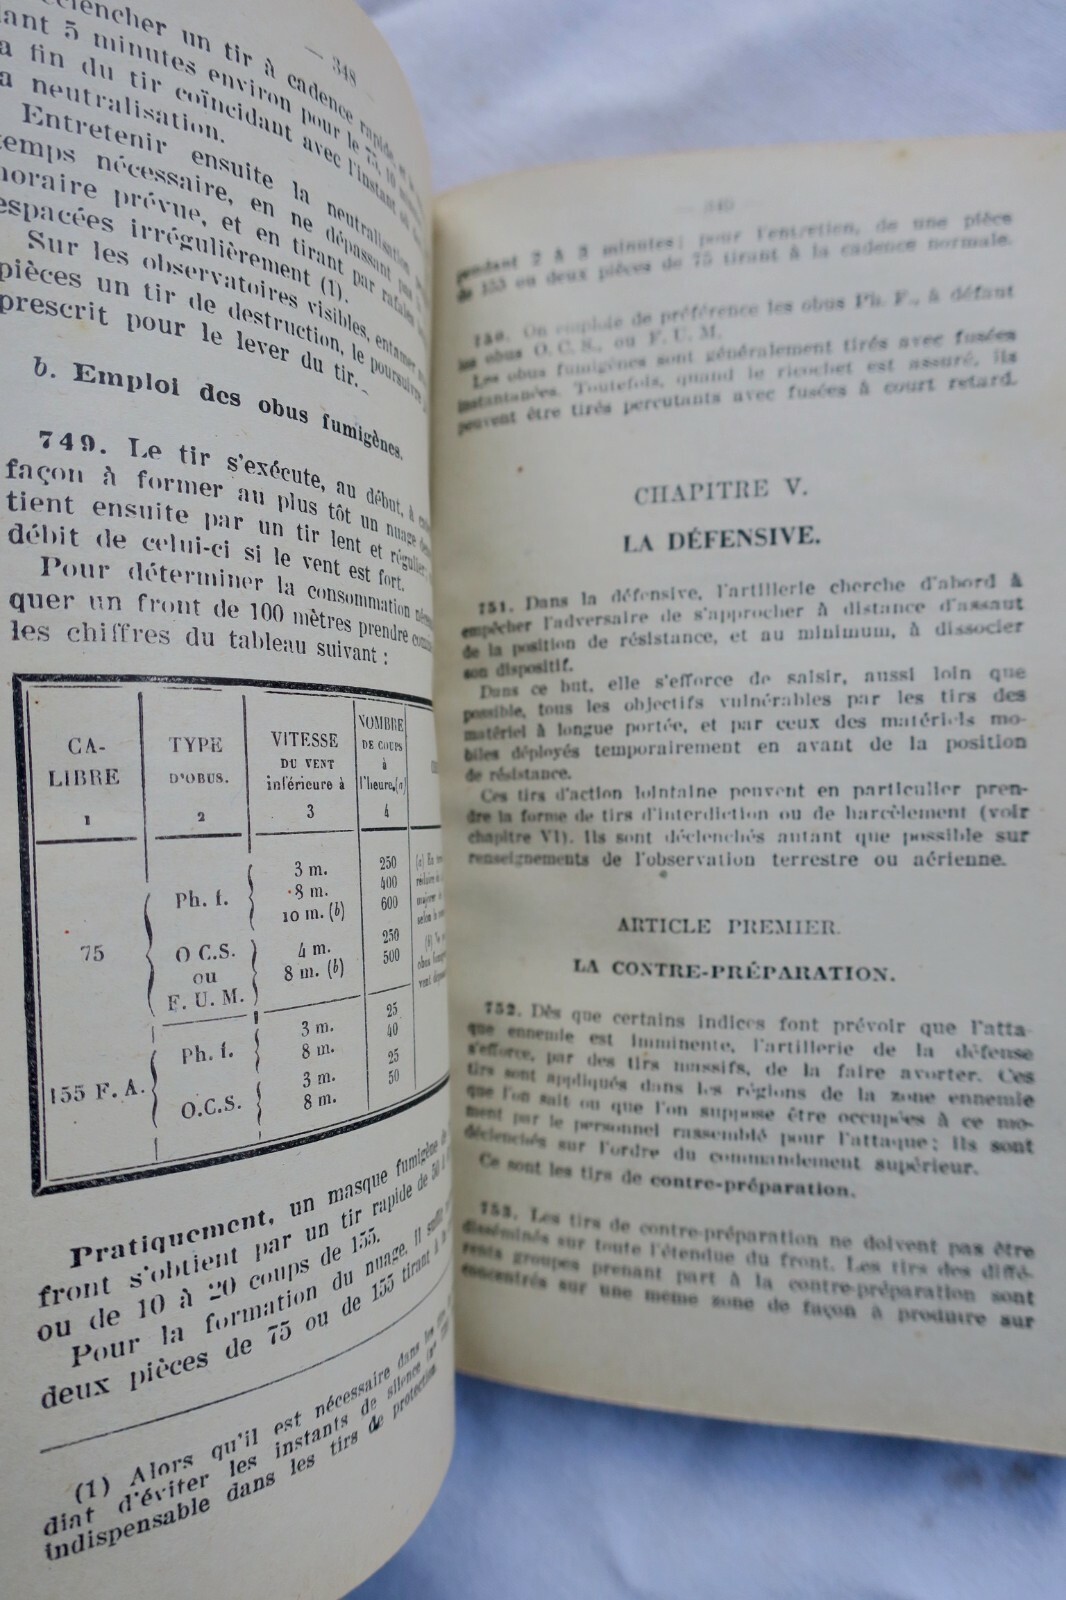 — 348
clencher un tir à cadence rapide, et
dant 5 minutes environ pour le 75, 10
a fin du tir coïncidant avec l'instant où
a neutralisation.
Entretenir ensuite la neutralisation
temps nécessaire, en ne dépassant pas
horaire prévue, et en tirant par rafales
espacées irrégulièrement (1).
Sur les observatoires visibles, entamer
pièces un tir de destruction, le poursuivre
prescrit pour le lever du tir.
b. Emploi des obus fumigènes.
749. Le tir s'exécute, au début, à
façon à former au plus tôt un nuage
tient ensuite par un tir lent et régulier;
débit de celui-ci si le vent est fort.
Pour déterminer la consommation
quer un front de 100 mètres prendre
les chiffres du tableau suivant :
CA-
LIBRE
1
TYPE
D'OBUS.
2
VITESSE
DU VENT
inférieure à
3
NOMBRE
DE COUPS
à
l'heure.(a)
4
75
Ph. f.
3 m. 250
8 m. 400
10 m. (b) 600
O C.S.
ou
F. U. M.
4 m. 250
8 m. (b) 500
155 F. A.
Ph. f.
3 m. 25
8 m. 40
O.C.S.
3 m. 25
8 m. 50
(a) En
(b)
Pratiquement, un masque fumigène de
front s'obtient par un tir rapide de 50 à
ou de 10 à 20 coups de 155.
Pour la formation du nuage, il suffit
deux pièces de 75 ou de 155 tirant à la
(1) Alors qu'il est nécessaire dans les
diat d'éviter les instants de silence
indispensable dans les tirs de protection.
— 349 —
pendant 2 à 3 minutes; pour l'entretien, de une pièce
de 155 ou deux pièces de 75 tirant à la cadence normale.
750. On emploie de préférence les obus Ph. F., à défaut
les obus O. C. S., ou F. U. M.
Les obus fumigènes sont généralement tirés avec fusées
instantanées. Toutefois, quand le ricochet est assuré, ils
peuvent être tirés percutants avec fusées à court retard.
CHAPITRE V.
LA DÉFENSIVE.
751. Dans la défensive, l'artillerie cherche d'abord à
empêcher l'adversaire de s'approcher à distance d'assaut
de la position de résistance, et au minimum, à dissocier
son dispositif.
Dans ce but, elle s'efforce de saisir, aussi loin que
possible, tous les objectifs vulnérables par les tirs des
matériel à longue portée, et par ceux des matériels mo-
biles déployés temporairement en avant de la position
de résistance.
Ces tirs d'action lointaine peuvent en particulier pren-
dre la forme de tirs d'interdiction ou de harcèlement (voir
chapitre VI). Ils sont déclenchés autant que possible sur
renseignements de l'observation terrestre ou aérienne.
ARTICLE PREMIER.
LA CONTRE-PRÉPARATION.
752. Dès que certains indices font prévoir que l'atta-
que ennemie est imminente, l'artillerie de la défense
s'efforce, par des tirs massifs, de la faire avorter. Ces
tirs sont appliqués dans les régions de la zone ennemie
que l'on sait ou que l'on suppose être occupées à ce mo-
ment par le personnel rassemblé pour l'attaque; ils sont
déclenchés sur l'ordre du commandement supérieur.
Ce sont les tirs de contre-préparation.
753. Les tirs de contre-préparation ne doivent pas être
disséminés sur toute l'étendue du front. Les tirs des diffé-
rents groupes prenant part à la contre-préparation sont
concentrés sur une même zone de façon à produire sur